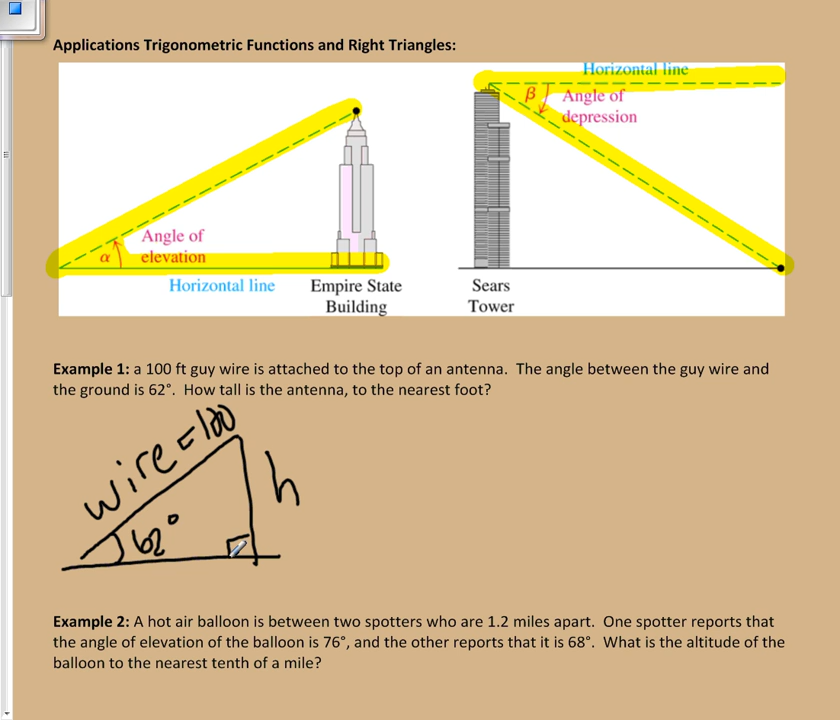 Applications Trigonometric Functions and Right Triangles:
Horizontal line
β
Angle of
depression
Angle of
α
elevation
Horizontal line
Empire State
Building
Sears
Tower
Example 1: a 100 ft guy wire is attached to the top of an antenna. The angle between the guy wire and
the ground is 62°. How tall is the antenna, to the nearest foot?
wire = 100
h
62°
Example 2: A hot air balloon is between two spotters who are 1.2 miles apart. One spotter reports that
the angle of elevation of the balloon is 76°, and the other reports that it is 68°. What is the altitude of the
balloon to the nearest tenth of a mile?